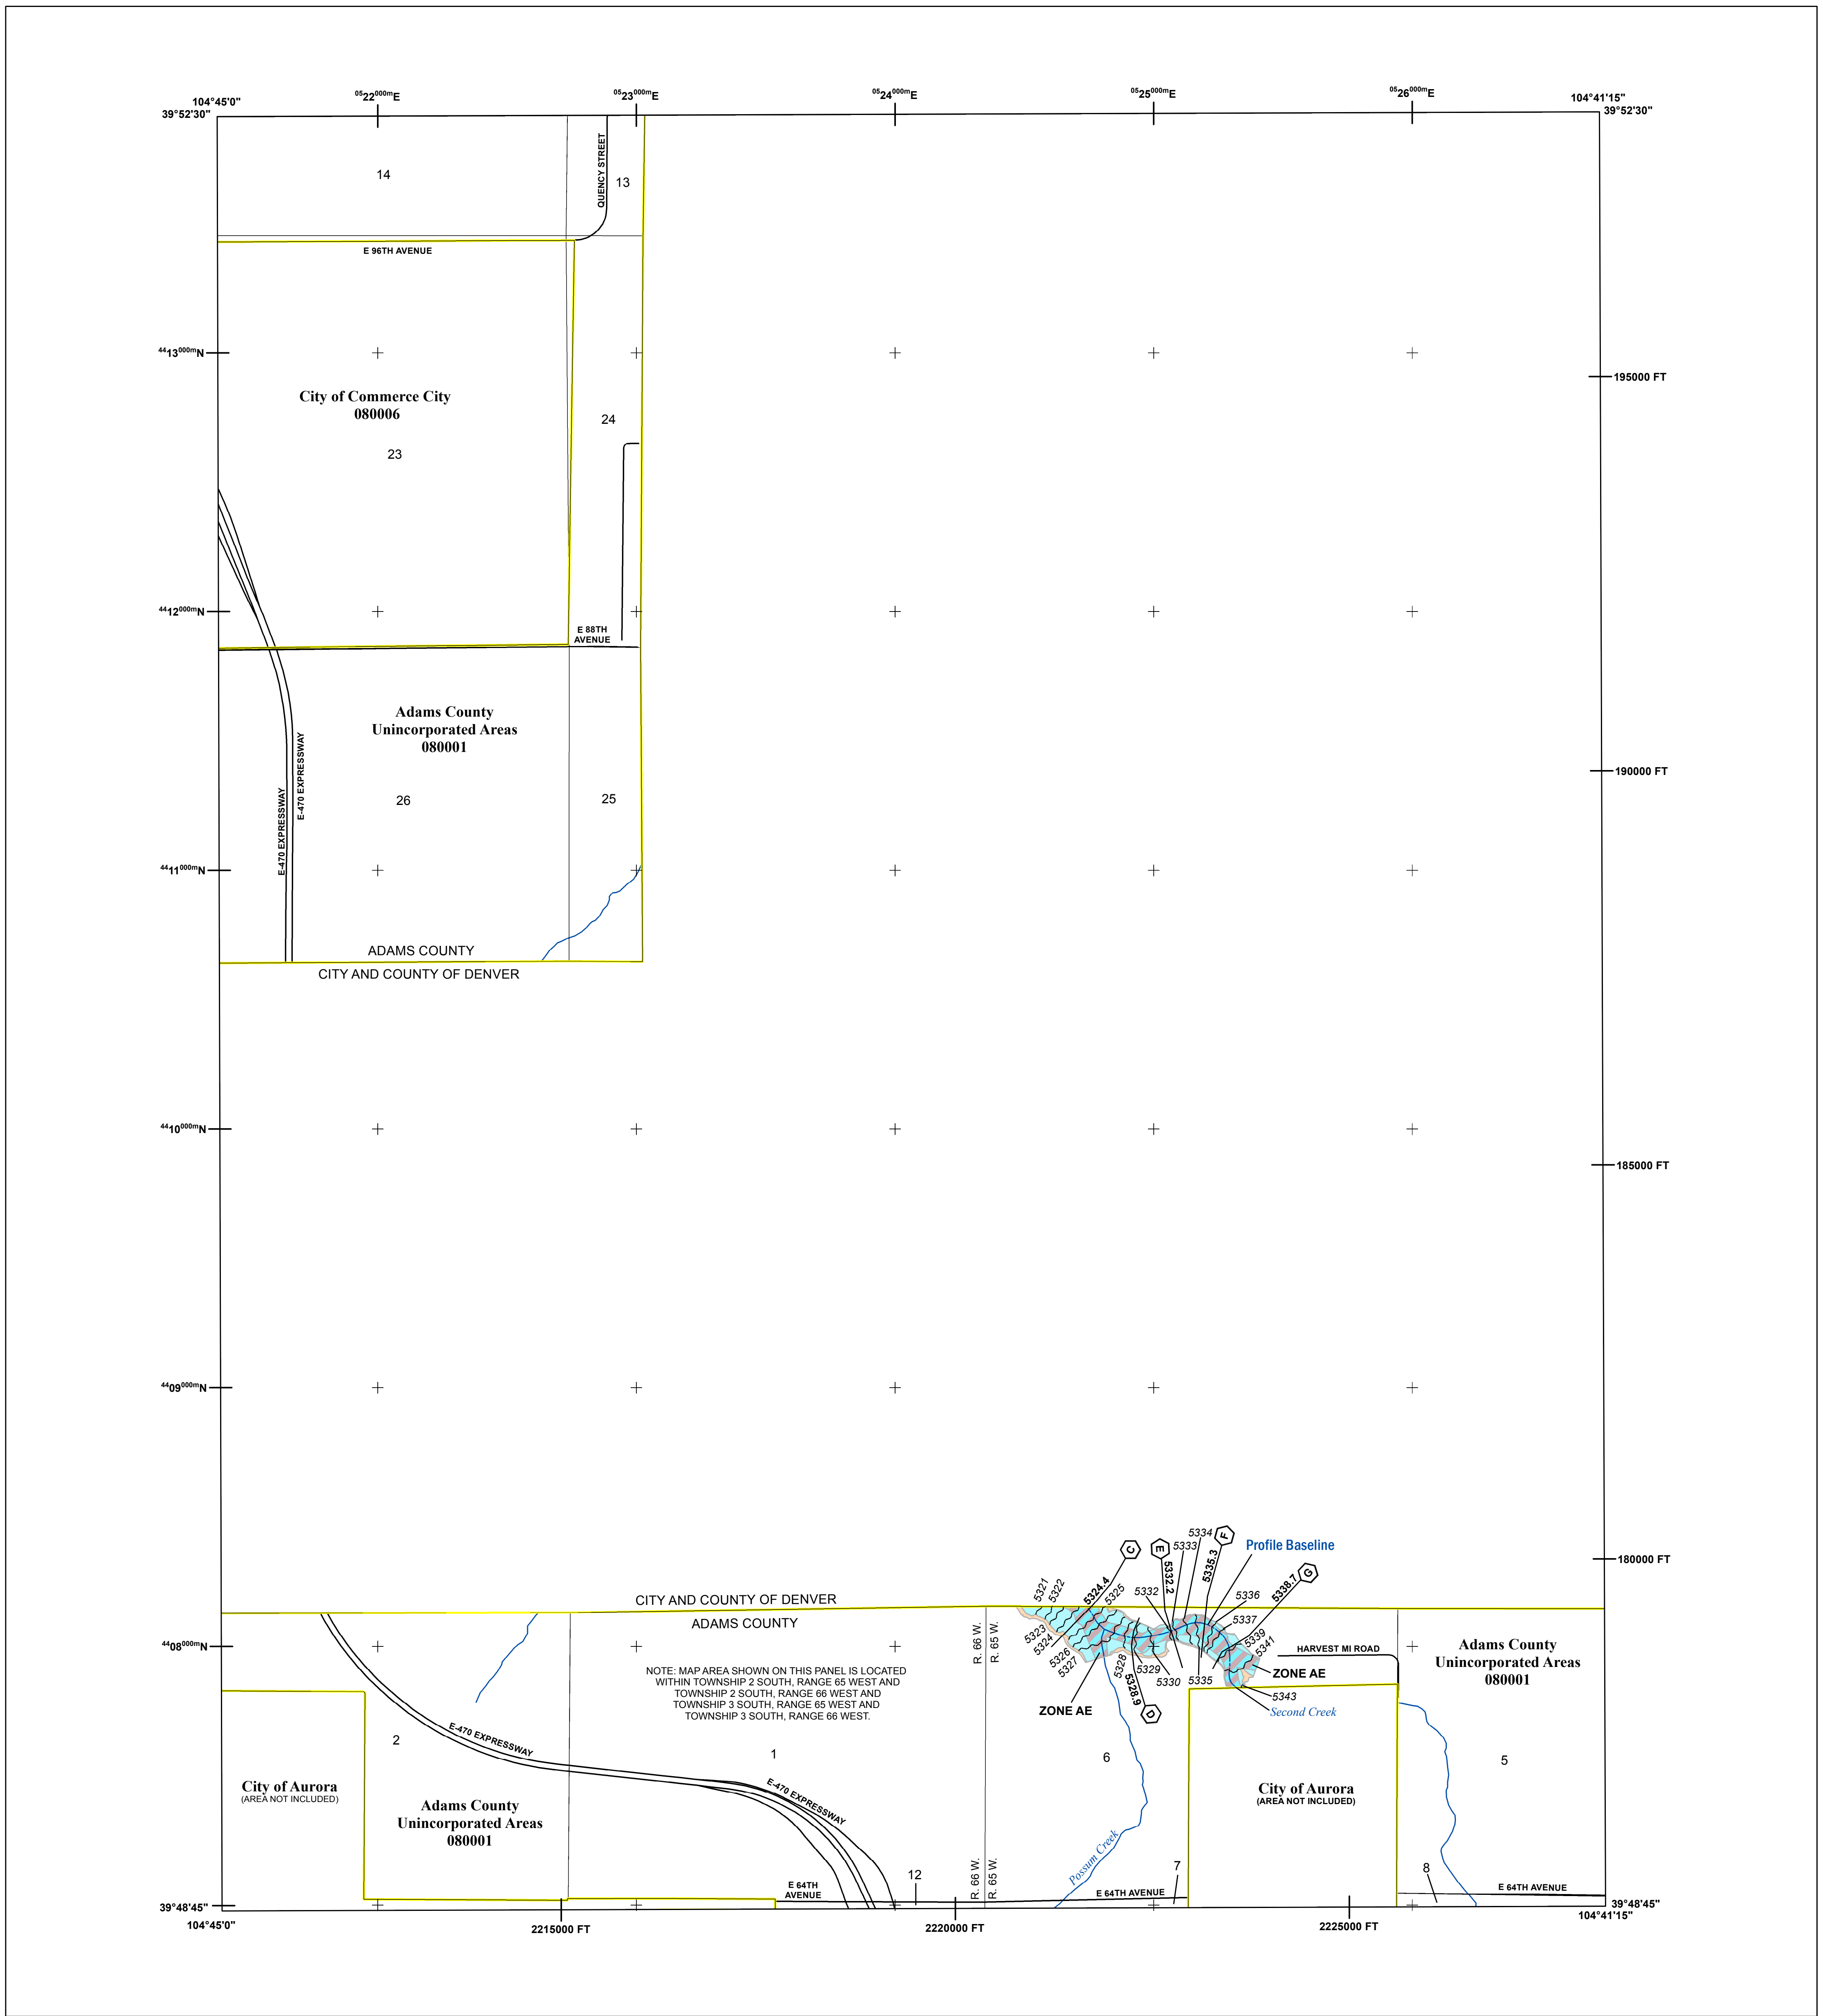 104°45'0"
39°52'30"
0522000mE
0523000mE
0524000mE
0525000mE
0526000mE
104°41'15"
39°52'30"
14
QUENCY STREET
13
E 96TH AVENUE
4413000mN
195000 FT
City of Commerce City
080006
24
23
4412000mN
E 88TH
AVENUE
Adams County
Unincorporated Areas
080001
E-470 EXPRESSWAY
E-470 EXPRESSWAY
190000 FT
26
25
4411000mN
ADAMS COUNTY
CITY AND COUNTY OF DENVER
4410000mN
185000 FT
4409000mN
180000 FT
C
E
5333
5334
F
Profile Baseline
5321
5322
5324.4
5325
5332
5332.2
5335.3
5338.7
G
5336
5337
5339
5341
CITY AND COUNTY OF DENVER
ADAMS COUNTY
5323
5324
5326
5327
5328
5328.9
D
5329
5330
5335
HARVEST MI ROAD
ZONE AE
5343
Second Creek
ZONE AE
4408000mN
R. 66 W.
R. 65 W.
NOTE: MAP AREA SHOWN ON THIS PANEL IS LOCATED
WITHIN TOWNSHIP 2 SOUTH, RANGE 65 WEST AND
TOWNSHIP 2 SOUTH, RANGE 66 WEST AND
TOWNSHIP 3 SOUTH, RANGE 65 WEST AND
TOWNSHIP 3 SOUTH, RANGE 66 WEST.
Adams County
Unincorporated Areas
080001
2
E-470 EXPRESSWAY
1
6
5
City of Aurora
(AREA NOT INCLUDED)
Adams County
Unincorporated Areas
080001
E-470 EXPRESSWAY
City of Aurora
(AREA NOT INCLUDED)
Possum Creek
12
7
8
R. 66 W.
R. 65 W.
E 64TH
AVENUE
E 64TH AVENUE
E 64TH AVENUE
39°48'45"
104°45'0"
2215000 FT
2220000 FT
2225000 FT
39°48'45"
104°41'15"